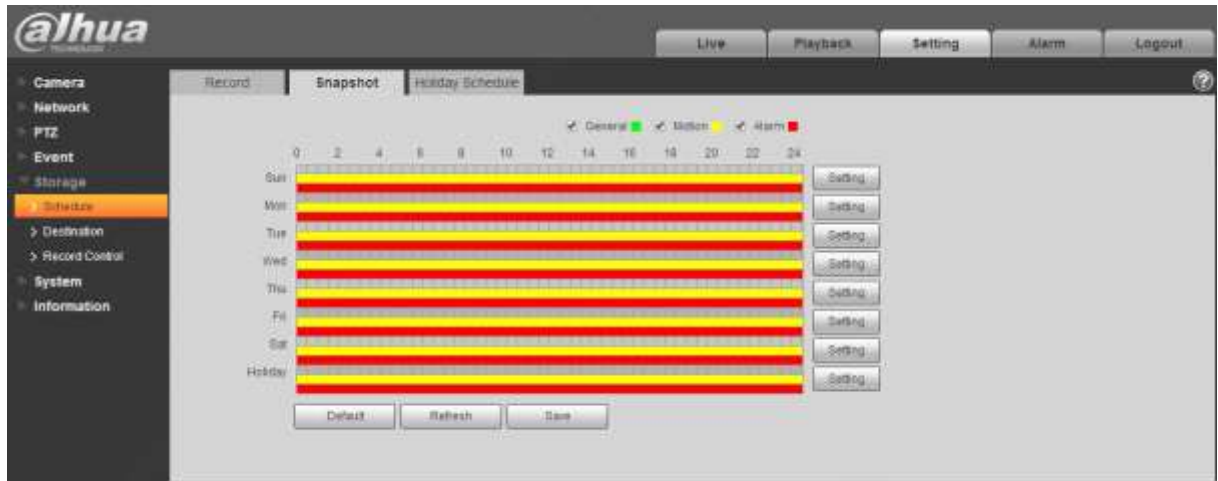 alhua
TECHNOLOGY
Live Playback Setting Alarm Logout
Camera
Network
PTZ
Event
Storage
Schedule
Destination
Record Control
System
Information
Record Snapshot Holiday Schedule
General Motion Alarm
0 2 4 6 8 10 12 14 16 18 20 22 24
Sun Setting
Mon Setting
Tue Setting
Wed Setting
Thu Setting
Fri Setting
Sat Setting
Holiday Setting
Default Refresh Save